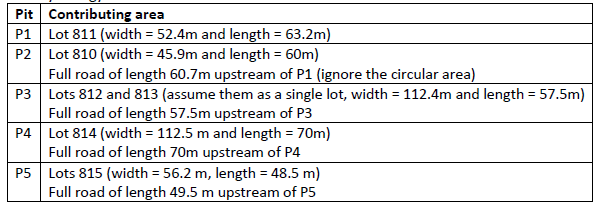 Pit Contributing area
P1 Lot 811 (width = 52.4m and length = 63.2m)
P2 Lot 810 (width = 45.9m and length = 60m)
Full road of length 60.7m upstream of P1 (ignore the circular area)
P3 Lots 812 and 813 (assume them as a single lot, width = 112.4m and length = 57.5m)
Full road of length 57.5m upstream of P3
P4 Lot 814 (width = 112.5 m and length = 70m)
Full road of length 70m upstream of P4
P5 Lots 815 (width = 56.2 m, length = 48.5 m)
Full road of length 49.5 m upstream of P5